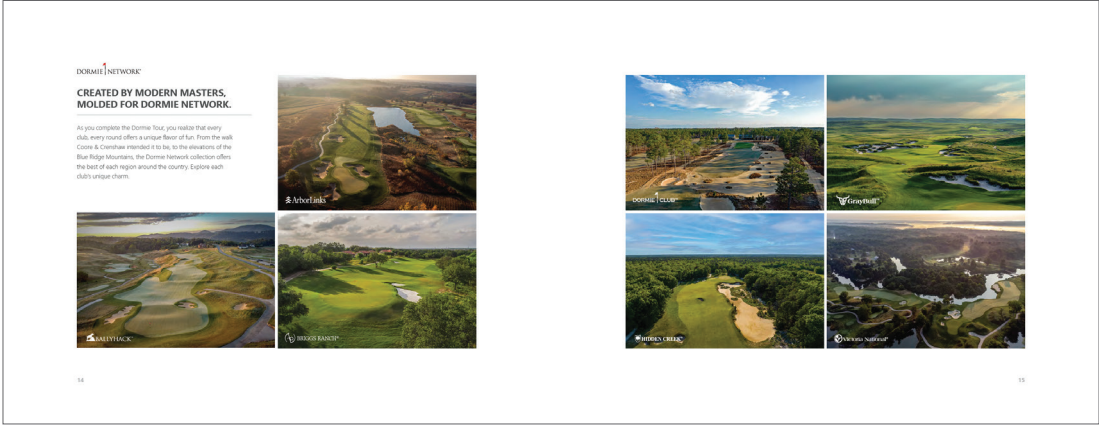 DORMIE NETWORK®
CREATED BY MODERN MASTERS,
MOLDED FOR DORMIE NETWORK.
As you complete the Dormie Tour, you realize that every
club, every round offers a unique flavor of fun. From the walk
Coore & Crenshaw intended it to be, to the elevations of the
Blue Ridge Mountains, the Dormie Network collection offers
the best of each region around the country. Explore each
club's unique charm.
ArborLinks
BALLYHACK
BRIGGS RANCH
DORMIE CLUB
GrayBull
HIDDEN CREEK
Victoria National
14
15